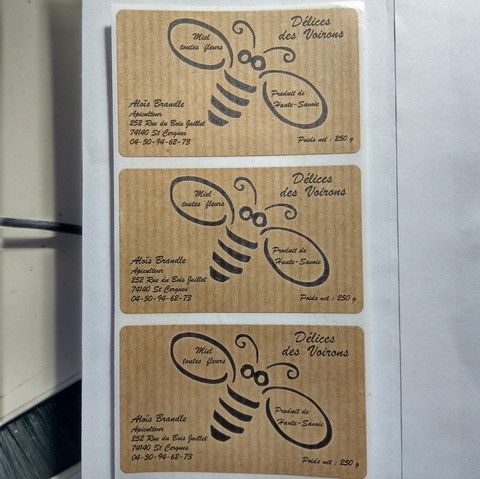 Miel
toutes fleurs
Délices
des Voirons
Produit de
Haute-Savoie
Aloïs Brandle
Apiculteur
252 Rue du Bois Jaillet
74140 St Cergues
04-50-94-62-73
Poids net : 250 g
Miel
toutes fleurs
Délices
des Voirons
Produit de
Haute-Savoie
Aloïs Brandle
Apiculteur
252 Rue du Bois Jaillet
74140 St Cergues
04-50-94-62-73
Poids net : 250 g
Miel
toutes fleurs
Délices
des Voirons
Produit de
Haute-Savoie
Aloïs Brandle
Apiculteur
252 Rue du Bois Jaillet
74140 St Cergues
04-50-94-62-73
Poids net : 250 g